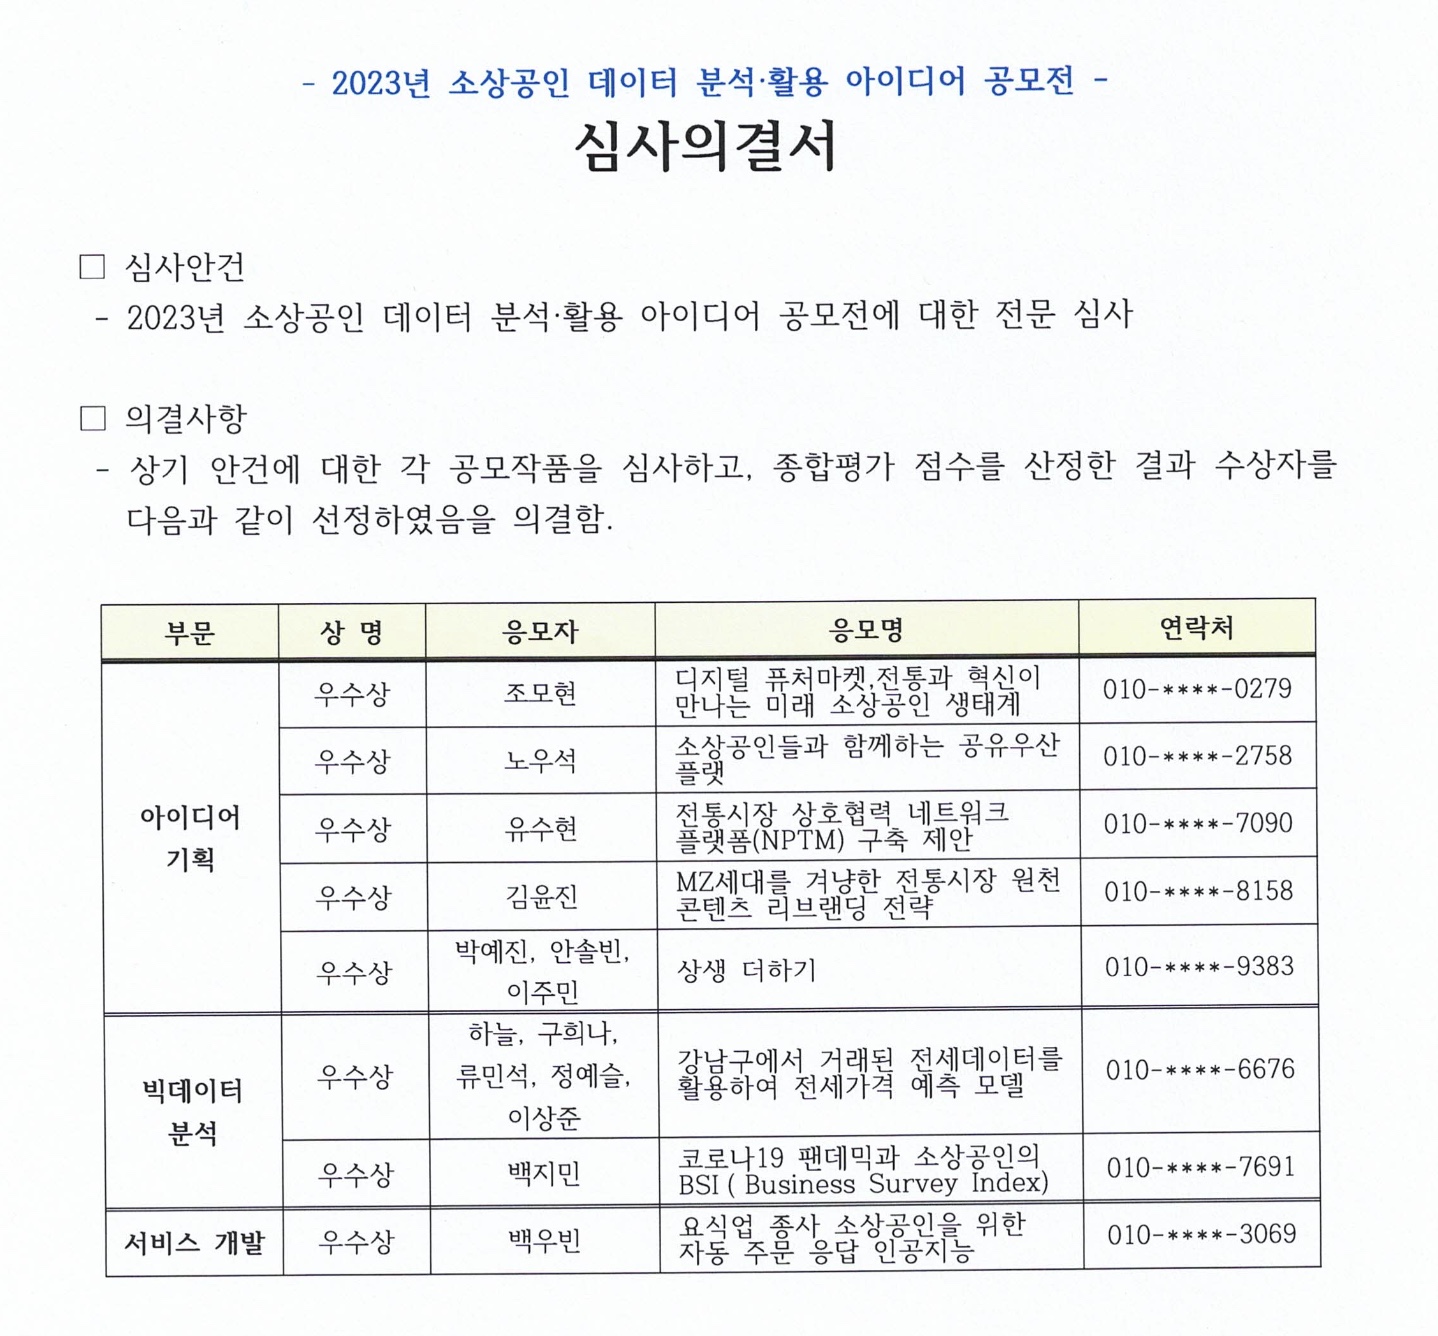 - 2023년 소상공인 데이터 분석·활용 아이디어 공모전 -
심사의결서
□ 심사안건
- 2023년 소상공인 데이터 분석·활용 아이디어 공모전에 대한 전문 심사
□ 의결사항
- 상기 안건에 대한 각 공모작품을 심사하고, 종합평가 점수를 산정한 결과 수상자를
다음과 같이 선정하였음을 의결함.
부문 상 명 응모자 응모명 연락처
아이디어
기획
우수상 조모현
디지털 퓨처마켓,전통과 혁신이
만나는 미래 소상공인 생태계
010-****-0279
우수상 노우석
소상공인들과 함께하는 공유우산
플랫
010-****-2758
우수상 유수현
전통시장 상호협력 네트워크
플랫폼(NPTM) 구축 제안
010-****-7090
우수상 김윤진
MZ세대를 겨냥한 전통시장 원천
콘텐츠 리브랜딩 전략
010-****-8158
우수상
박예진, 안솔빈,
이주민
상생 더하기
010-****-9383
빅데이터
분석
우수상
하늘, 구희나,
류민석, 정예슬,
이상준
강남구에서 거래된 전세데이터를
활용하여 전세가격 예측 모델
010-****-6676
우수상 백지민
코로나19 팬데믹과 소상공인의
BSI ( Business Survey Index)
010-****-7691
서비스 개발 우수상 백우빈
요식업 종사 소상공인을 위한
자동 주문 응답 인공지능
010-****-3069